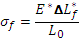 σ_f = E*ΔL_f* / L_0